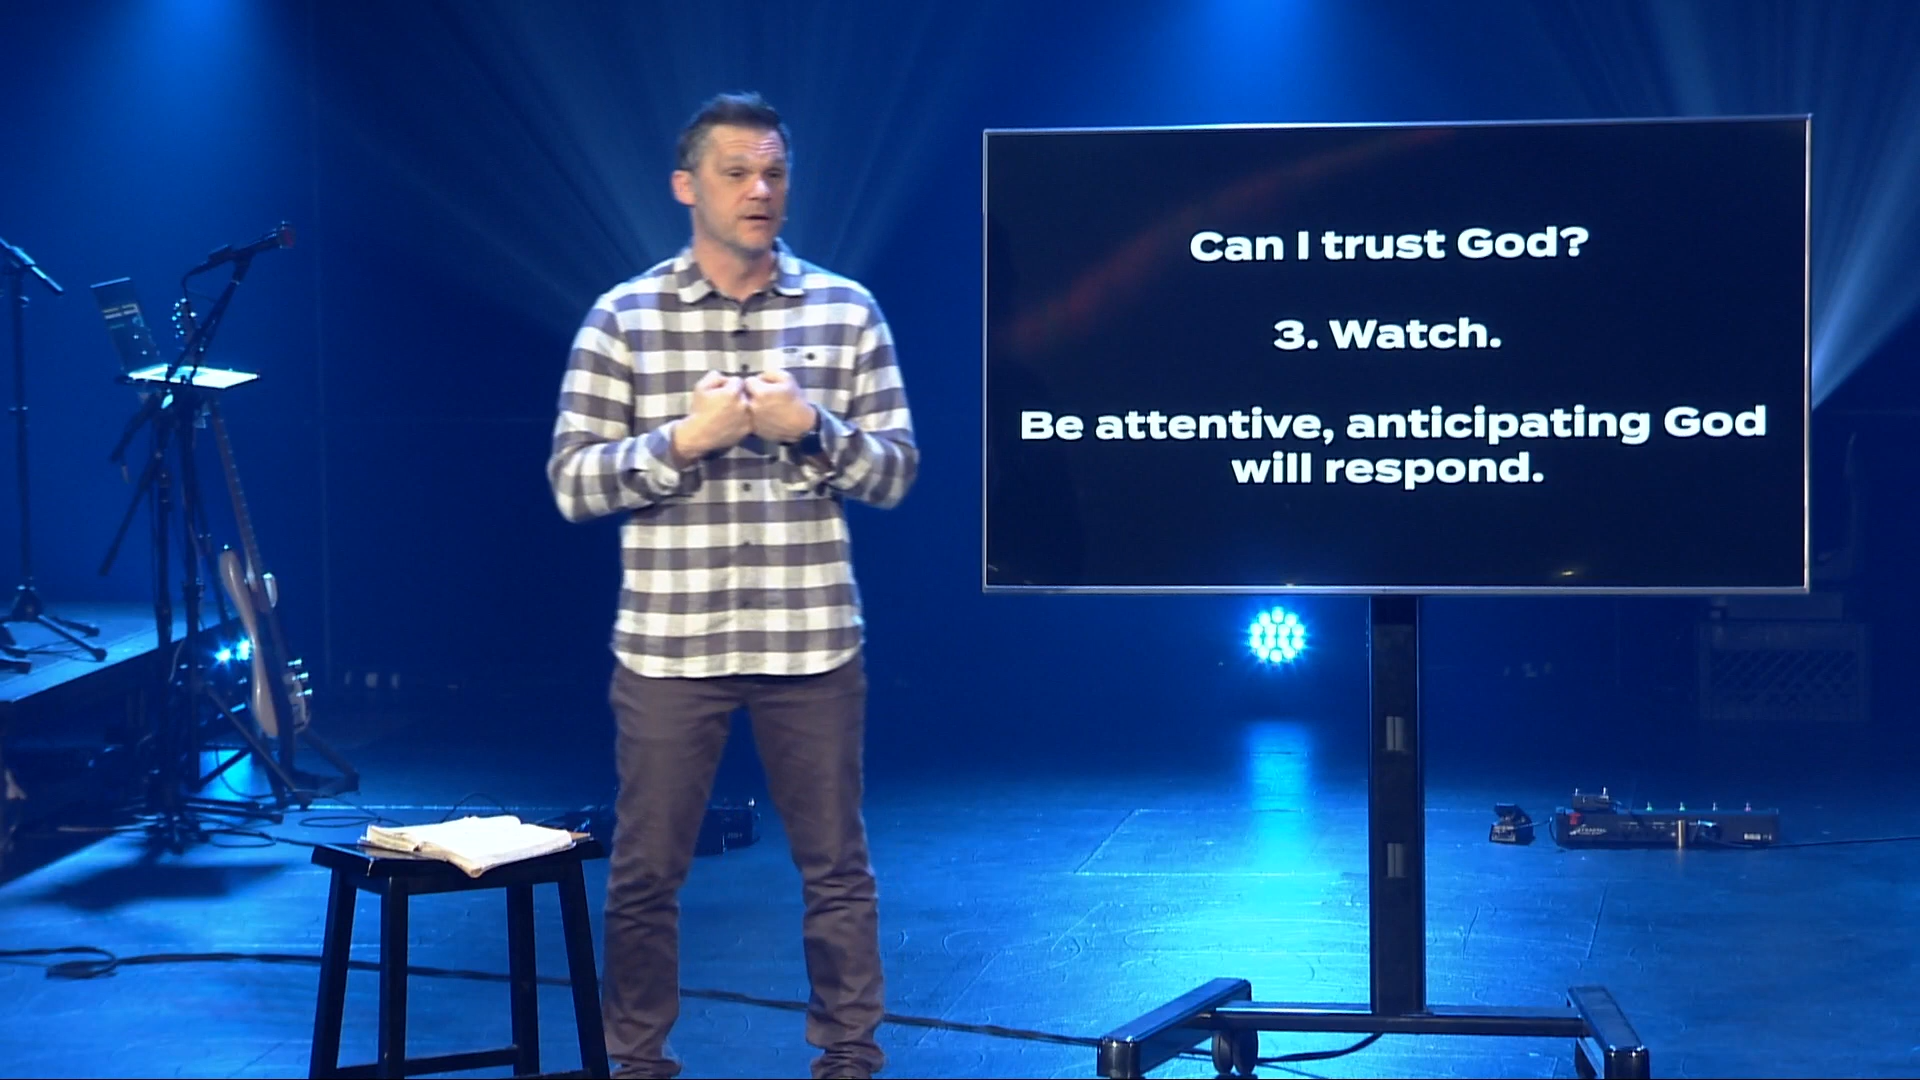 Can I trust God?
3. Watch.
Be attentive, anticipating God
will respond.